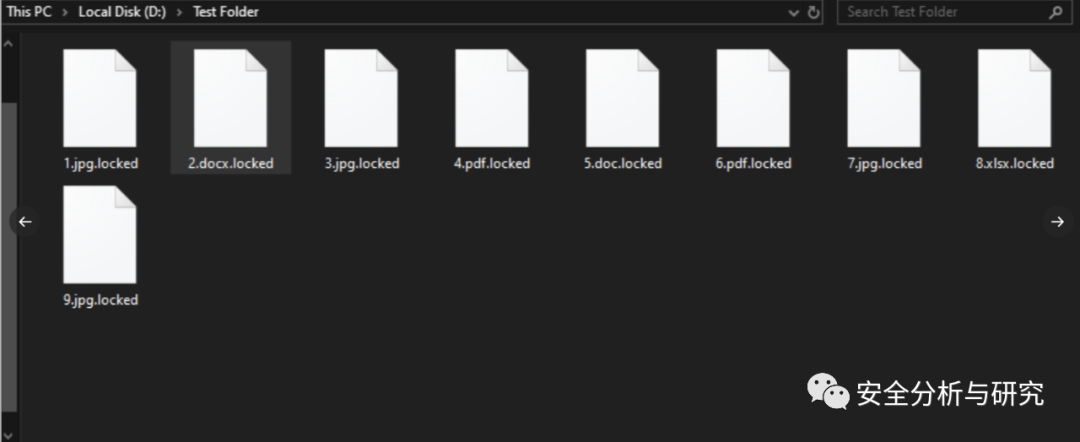 This PC > Local Disk (D:) > Test Folder
Search Test Folder
1.jpg.locked
2.docx.locked
3.jpg.locked
4.pdf.locked
5.doc.locked
6.pdf.locked
7.jpg.locked
8.xlsx.locked
9.jpg.locked
安全分析与研究